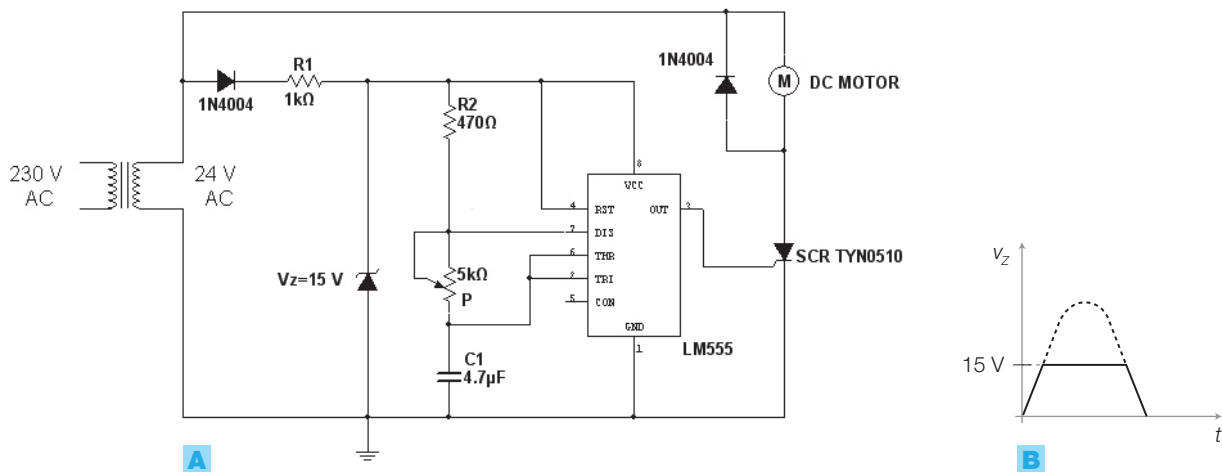 1N4004
R1
1kΩ
R2
470Ω
1N4004
M
DC MOTOR
230 V
AC
24 V
AC
8
VCC
4
RST
OUT
3
7
DIS
6
THR
2
TRI
5
CON
GND
1
LM555
Vz=15 V
5kΩ
P
C1
4.7µF
SCR TYN0510
A
vZ
15 V
t
B